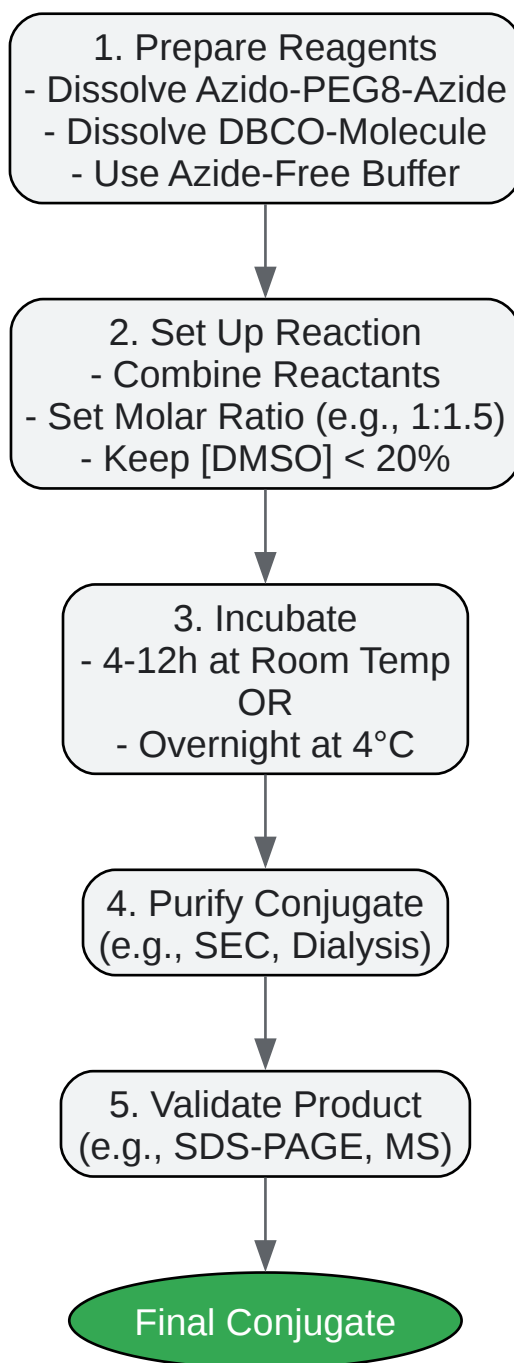 1. Prepare Reagents
- Dissolve Azido-PEG8-Azide
- Dissolve DBCO-Molecule
- Use Azide-Free Buffer
2. Set Up Reaction
- Combine Reactants
- Set Molar Ratio (e.g., 1:1.5)
- Keep [DMSO] < 20%
3. Incubate
- 4-12h at Room Temp
OR
- Overnight at 4°C
4. Purify Conjugate
(e.g., SEC, Dialysis)
5. Validate Product
(e.g., SDS-PAGE, MS)
Final Conjugate